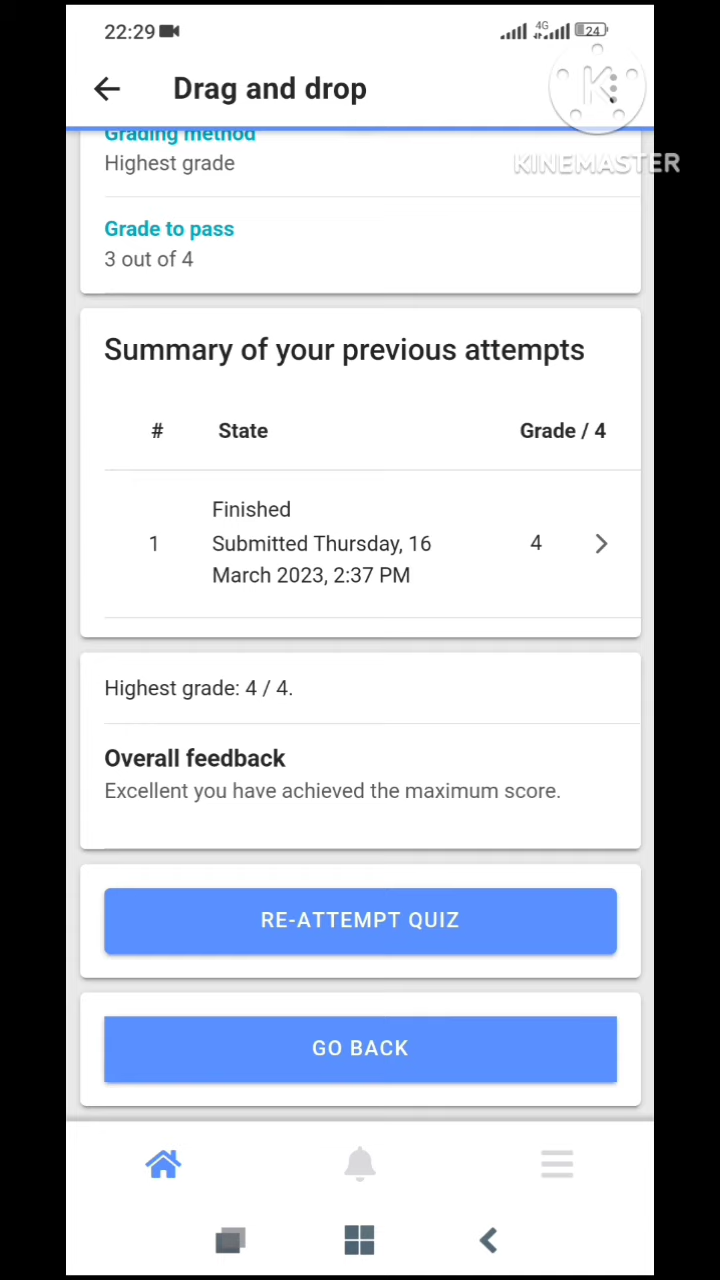 22:29
4G
24
Drag and drop
KINEMASTER
Grading method
Highest grade
Grade to pass
3 out of 4
Summary of your previous attempts
# State Grade / 4
Finished
1 Submitted Thursday, 16 4
March 2023, 2:37 PM
Highest grade: 4 / 4.
Overall feedback
Excellent you have achieved the maximum score.
RE-ATTEMPT QUIZ
GO BACK